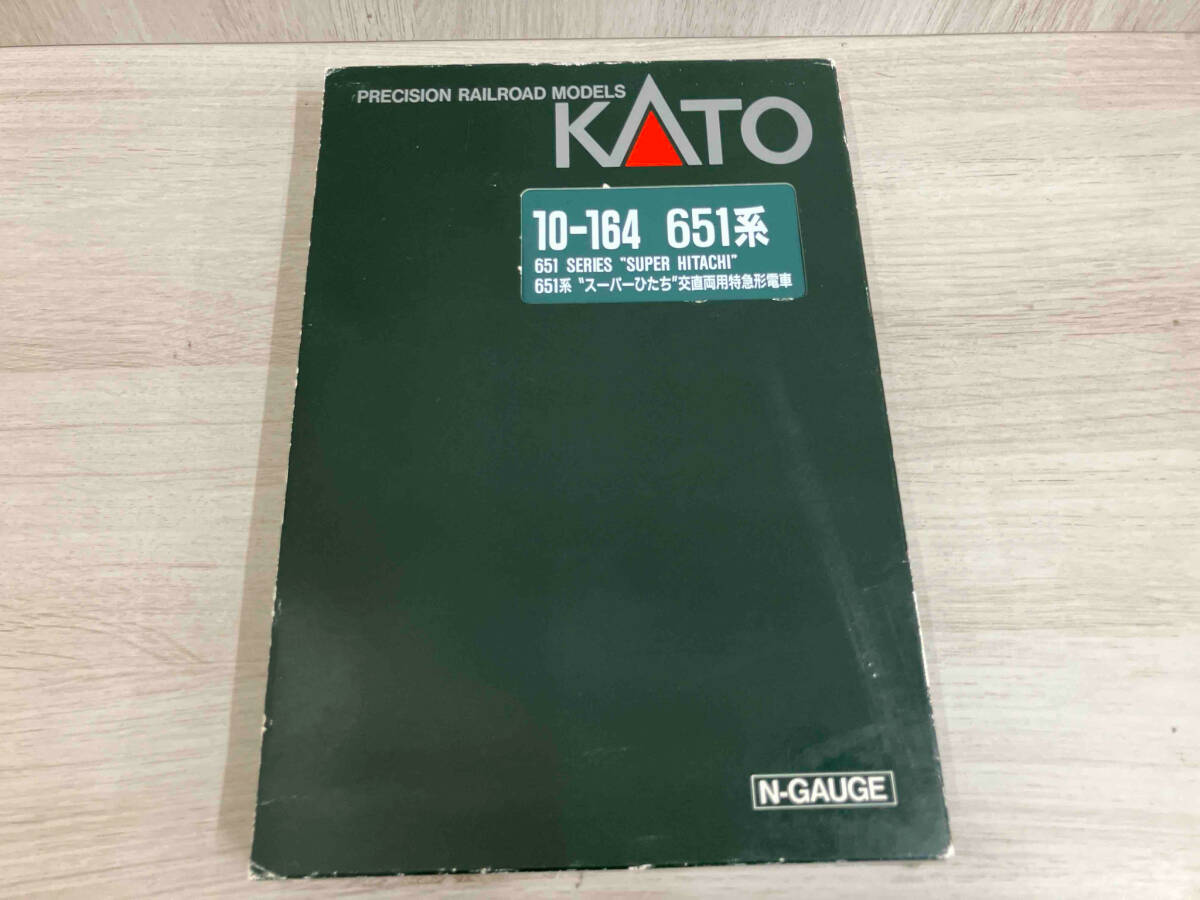 PRECISION RAILROAD MODELS
KATO
10-164 651系
651 SERIES "SUPER HITACHI"
651系 〝スーパーひたち〞交直両用特急形電車
N-GAUGE